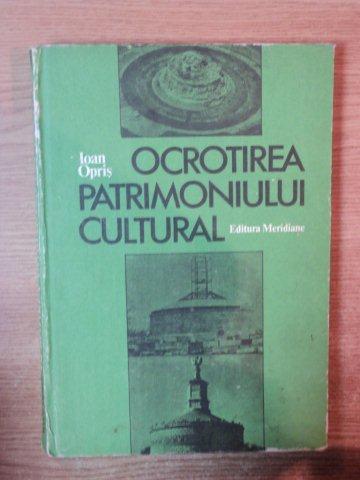 Ioan
Opriș
OCROTIREA
PATRIMONIULUI
CULTURAL
Editura Meridiane